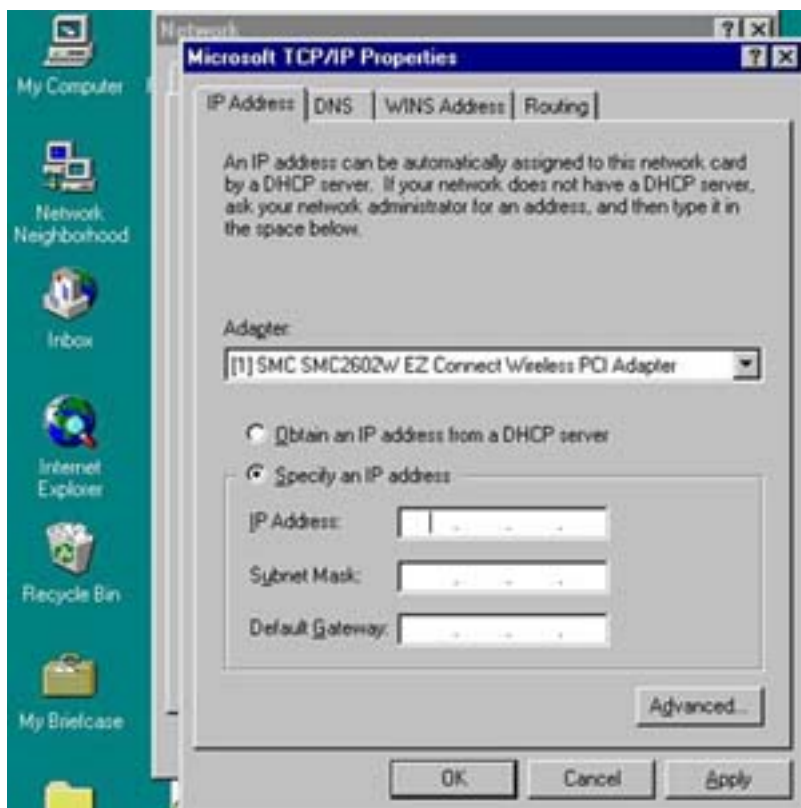 My Computer
Network
Neighborhood
Inbox
Internet
Explorer
Recycle Bin
My Briefcase
Network
Microsoft TCP/IP Properties
IP Address
DNS
WINS Address
Routing
An IP address can be automatically assigned to this network card
by a DHCP server. If your network does not have a DHCP server,
ask your network administrator for an address, and then type it in
the space below.
Adapter:
[1] SMC SMC2602W EZ Connect Wireless PCI Adapter
Obtain an IP address from a DHCP server
Specify an IP address
IP Address:
Subnet Mask:
Default Gateway:
Advanced...
OK
Cancel
Apply